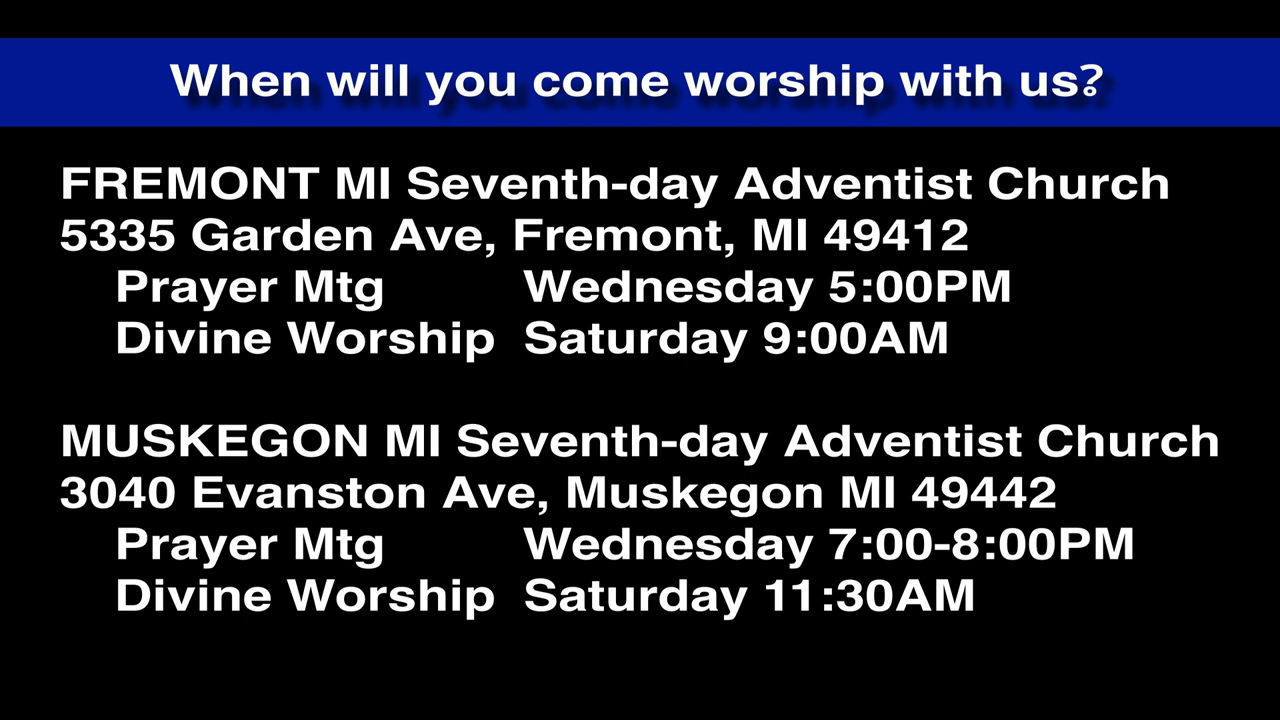 When will you come worship with us?
FREMONT MI Seventh-day Adventist Church
5335 Garden Ave, Fremont, MI 49412
Prayer Mtg Wednesday 5:00PM
Divine Worship Saturday 9:00AM
MUSKEGON MI Seventh-day Adventist Church
3040 Evanston Ave, Muskegon MI 49442
Prayer Mtg Wednesday 7:00-8:00PM
Divine Worship Saturday 11:30AM